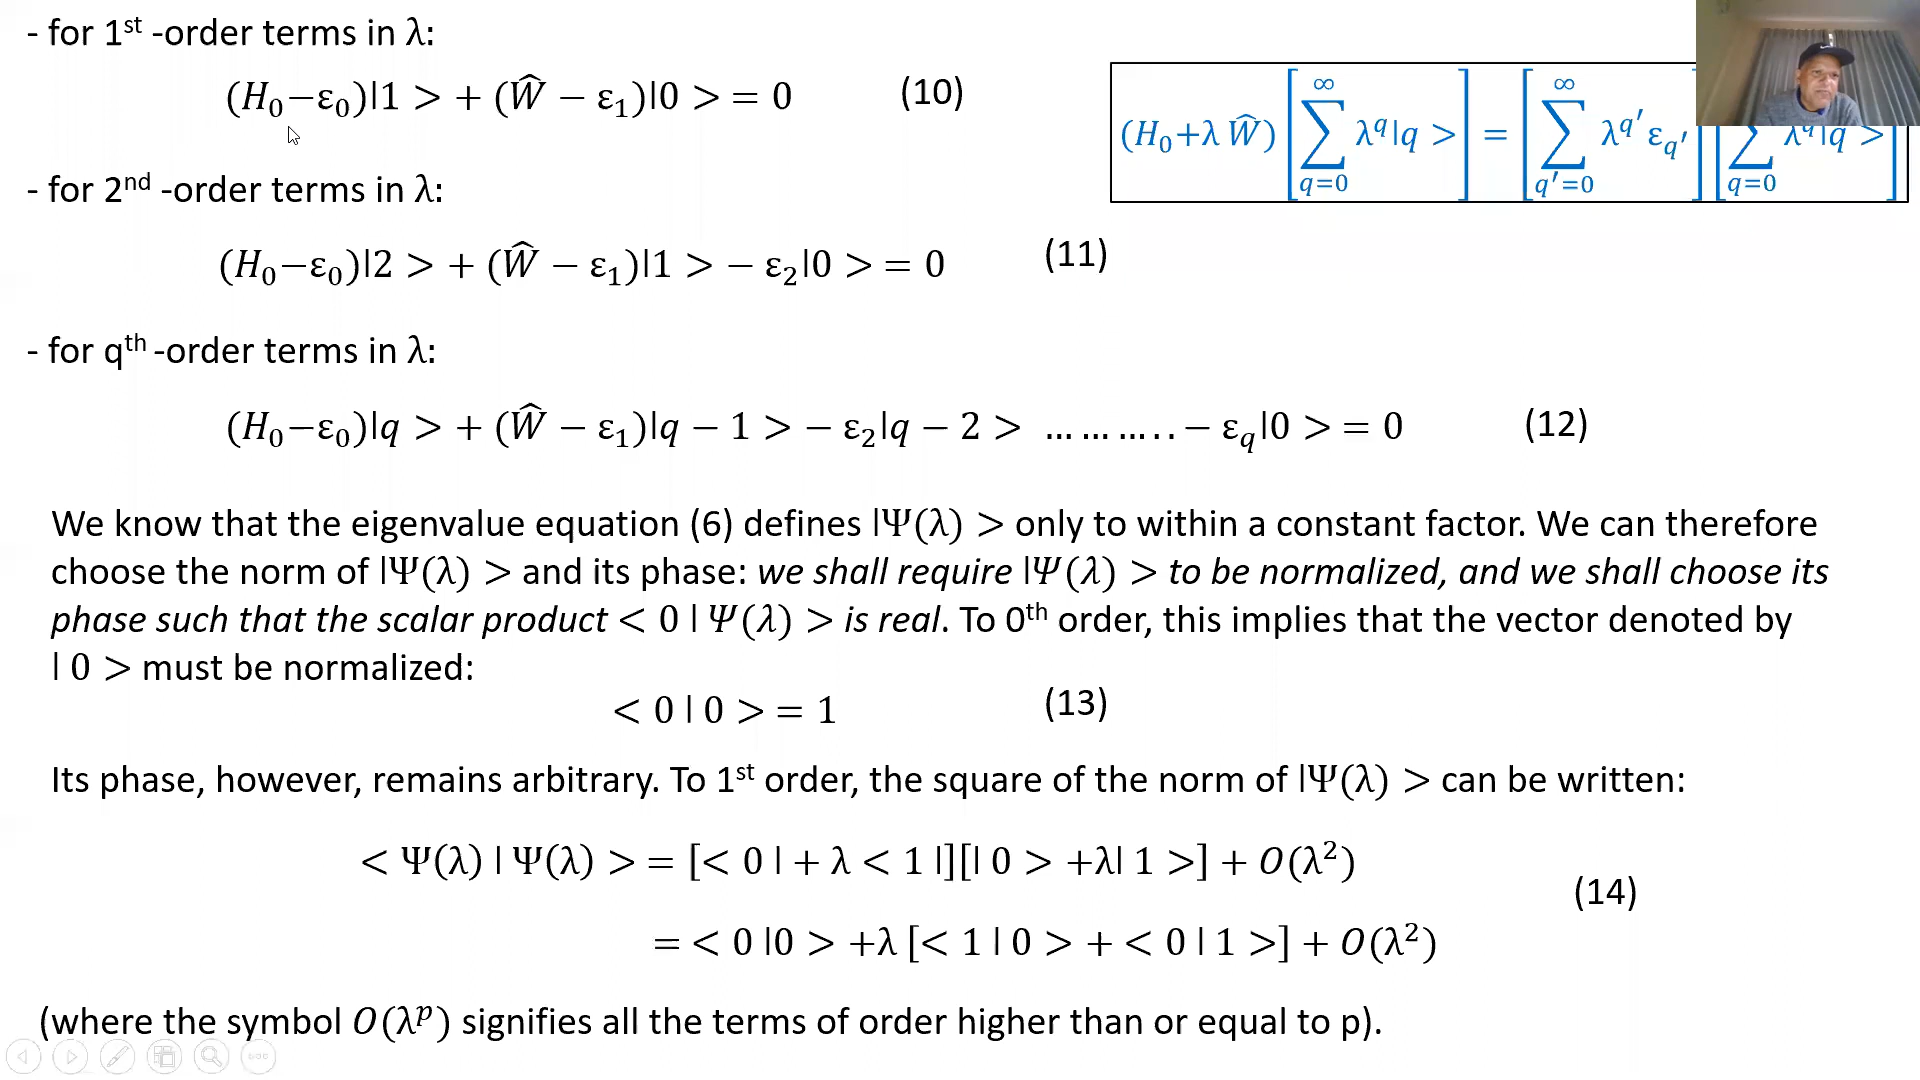 - for 1st -order terms in λ:
(H₀−ε₀)|1 > + (Ŵ − ε₁)|0 > = 0 (10)
(H₀+λ Ŵ) [∑_{q=0}^{∞} λ^q|q >] = [∑_{q′=0}^{∞} λ^{q′}ε_{q′}] [∑_{q=0} λ^q|q >]
- for 2nd -order terms in λ:
(H₀−ε₀)|2 > + (Ŵ − ε₁)|1 > − ε₂|0 > = 0 (11)
- for qth -order terms in λ:
(H₀−ε₀)|q > + (Ŵ − ε₁)|q − 1 > − ε₂|q − 2 > ... ... ... . . − ε_q|0 > = 0 (12)
We know that the eigenvalue equation (6) defines |Ψ(λ) > only to within a constant factor. We can therefore
choose the norm of |Ψ(λ) > and its phase: we shall require |Ψ(λ) > to be normalized, and we shall choose its
phase such that the scalar product < 0 | Ψ(λ) > is real. To 0th order, this implies that the vector denoted by
| 0 > must be normalized:
< 0 | 0 > = 1 (13)
Its phase, however, remains arbitrary. To 1st order, the square of the norm of |Ψ(λ) > can be written:
< Ψ(λ) | Ψ(λ) > = [< 0 | + λ < 1 |][| 0 > +λ| 1 >] + O(λ²)
(14)
= < 0 |0 > +λ [< 1 | 0 > + < 0 | 1 >] + O(λ²)
(where the symbol O(λ^p) signifies all the terms of order higher than or equal to p).